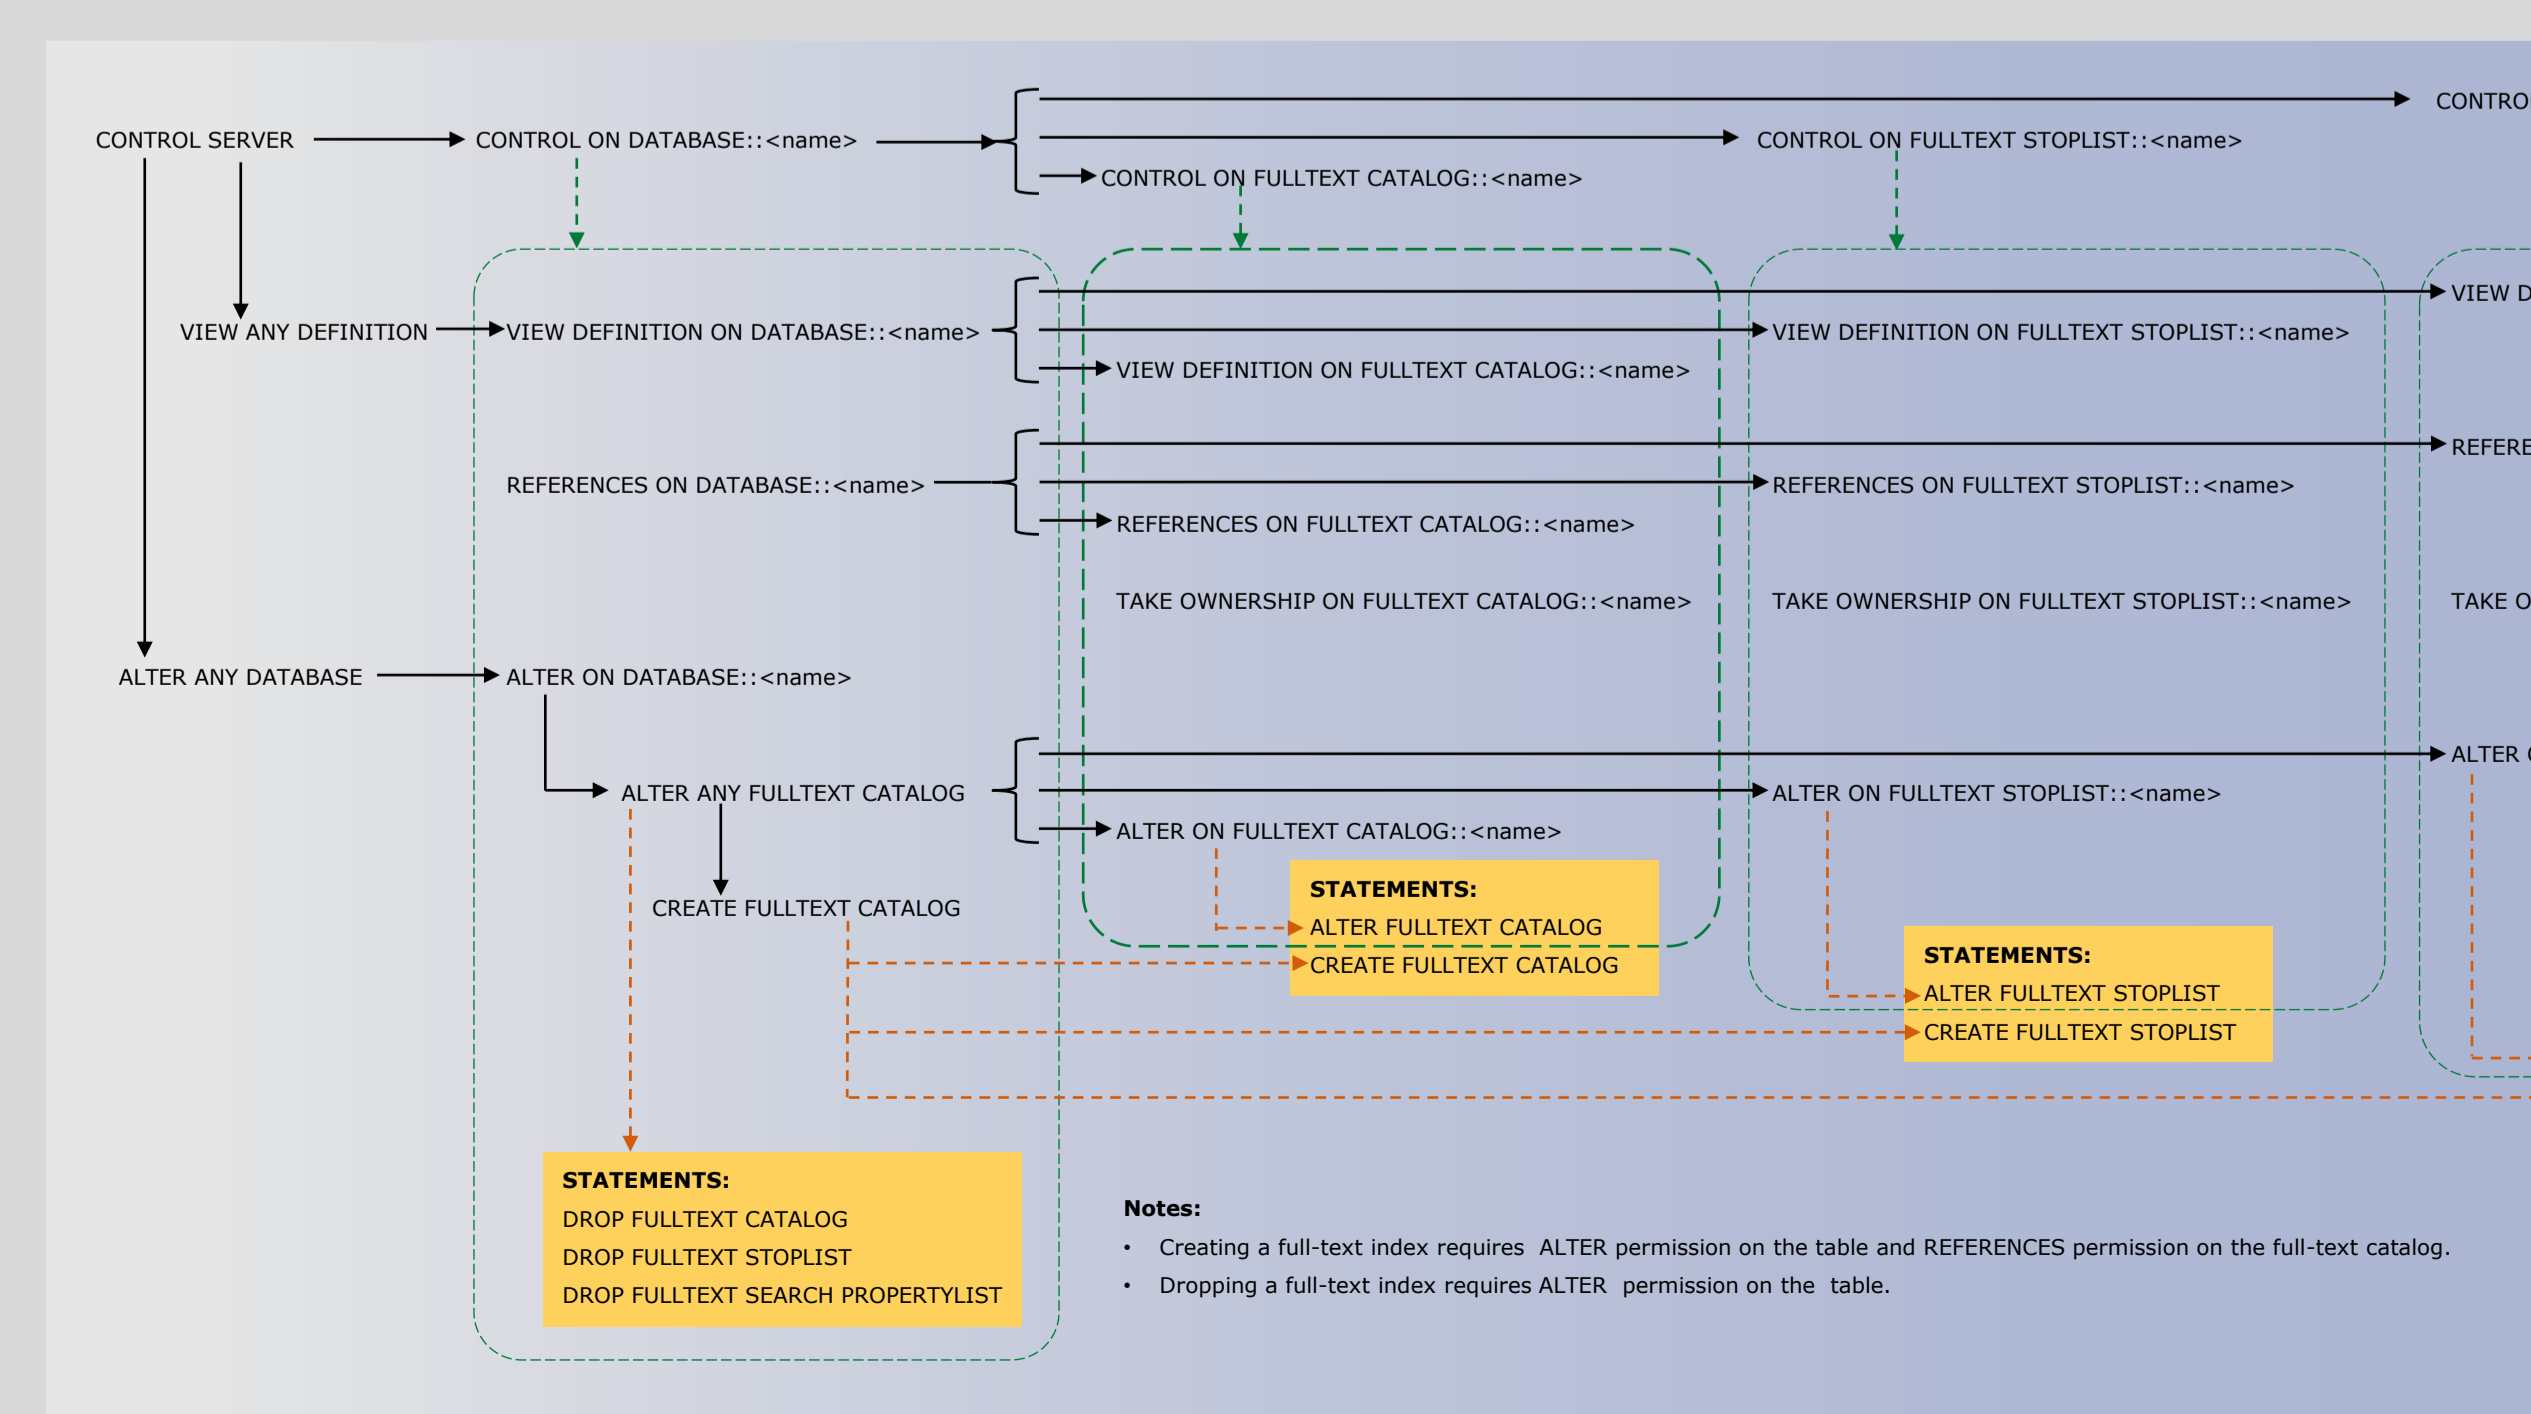 CONTROL SERVER
CONTROL ON DATABASE::<name>
CONTROL ON FULLTEXT STOPLIST::<name>
CONTROL ON FULLTEXT CATALOG::<name>
VIEW ANY DEFINITION
VIEW DEFINITION ON DATABASE::<name>
VIEW DEFINITION ON FULLTEXT STOPLIST::<name>
VIEW DEFINITION ON FULLTEXT CATALOG::<name>
REFERENCES ON DATABASE::<name>
REFERENCES ON FULLTEXT STOPLIST::<name>
REFERENCES ON FULLTEXT CATALOG::<name>
TAKE OWNERSHIP ON FULLTEXT CATALOG::<name>
TAKE OWNERSHIP ON FULLTEXT STOPLIST::<name>
TAKE
ALTER ANY DATABASE
ALTER ON DATABASE::<name>
ALTER
ALTER ANY FULLTEXT CATALOG
ALTER ON FULLTEXT STOPLIST::<name>
ALTER ON FULLTEXT CATALOG::<name>
CREATE FULLTEXT CATALOG
STATEMENTS:
ALTER FULLTEXT CATALOG
CREATE FULLTEXT CATALOG
STATEMENTS:
ALTER FULLTEXT STOPLIST
CREATE FULLTEXT STOPLIST
STATEMENTS:
DROP FULLTEXT CATALOG
DROP FULLTEXT STOPLIST
DROP FULLTEXT SEARCH PROPERTYLIST
Notes:
• Creating a full-text index requires  ALTER permission on the table and REFERENCES permission on the full-text catalog.
• Dropping a full-text index requires ALTER  permission on the  table.
VIEW